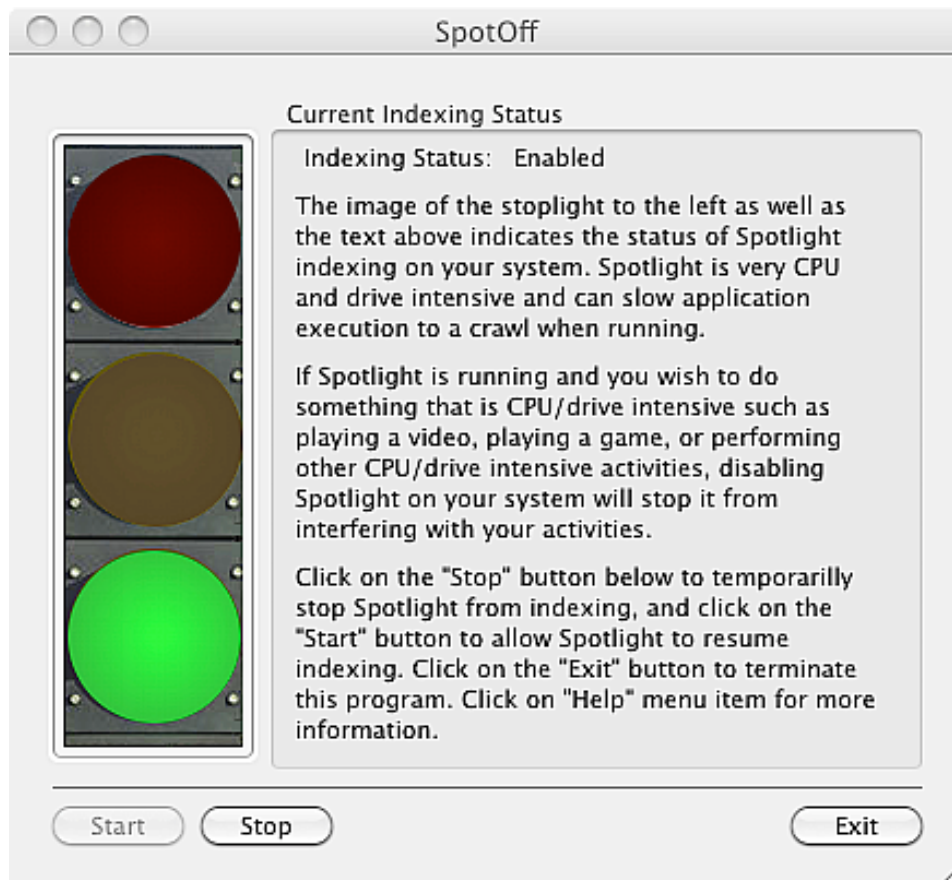 SpotOff
Current Indexing Status
Indexing Status: Enabled
The image of the stoplight to the left as well as
the text above indicates the status of Spotlight
indexing on your system. Spotlight is very CPU
and drive intensive and can slow application
execution to a crawl when running.
If Spotlight is running and you wish to do
something that is CPU/drive intensive such as
playing a video, playing a game, or performing
other CPU/drive intensive activities, disabling
Spotlight on your system will stop it from
interfering with your activities.
Click on the "Stop" button below to temporarilly
stop Spotlight from indexing, and click on the
"Start" button to allow Spotlight to resume
indexing. Click on the "Exit" button to terminate
this program. Click on "Help" menu item for more
information.
Start Stop Exit